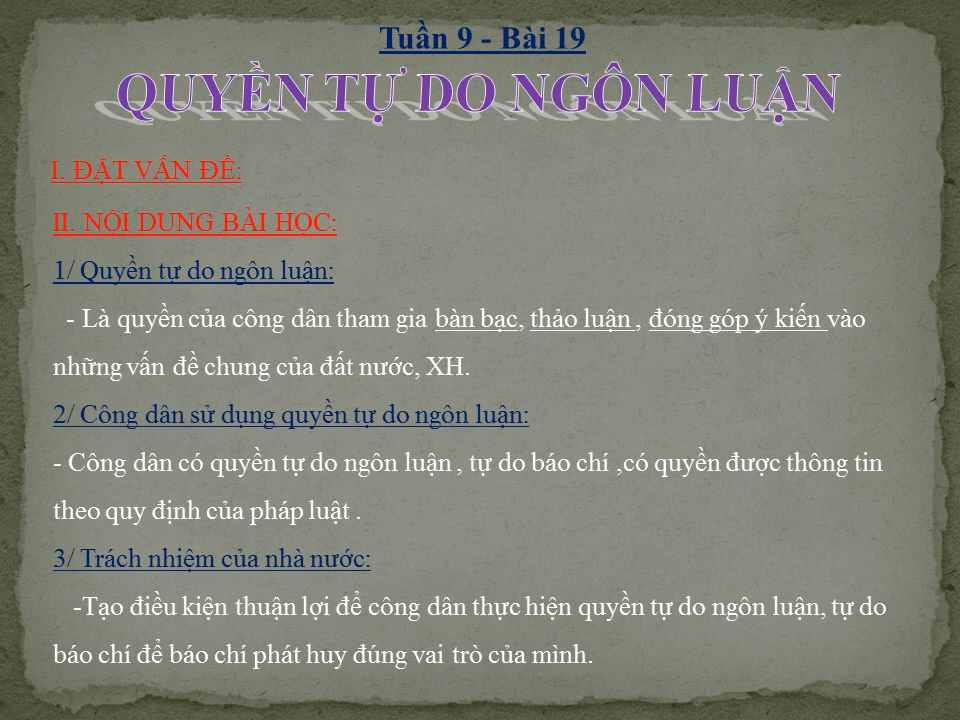 Tuần 9 - Bài 19
QUYỀN TỰ DO NGÔN LUẬN
I. ĐẶT VẤN ĐỀ:
II. NỘI DUNG BÀI HỌC:
1/ Quyền tự do ngôn luận:
- Là quyền của công dân tham gia bàn bạc, thảo luận , đóng góp ý kiến vào
những vấn đề chung của đất nước, XH.
2/ Công dân sử dụng quyền tự do ngôn luận:
- Công dân có quyền tự do ngôn luận , tự do báo chí ,có quyền được thông tin
theo quy định của pháp luật .
3/ Trách nhiệm của nhà nước:
-Tạo điều kiện thuận lợi để công dân thực hiện quyền tự do ngôn luận, tự do
báo chí để báo chí phát huy đúng vai trò của mình.